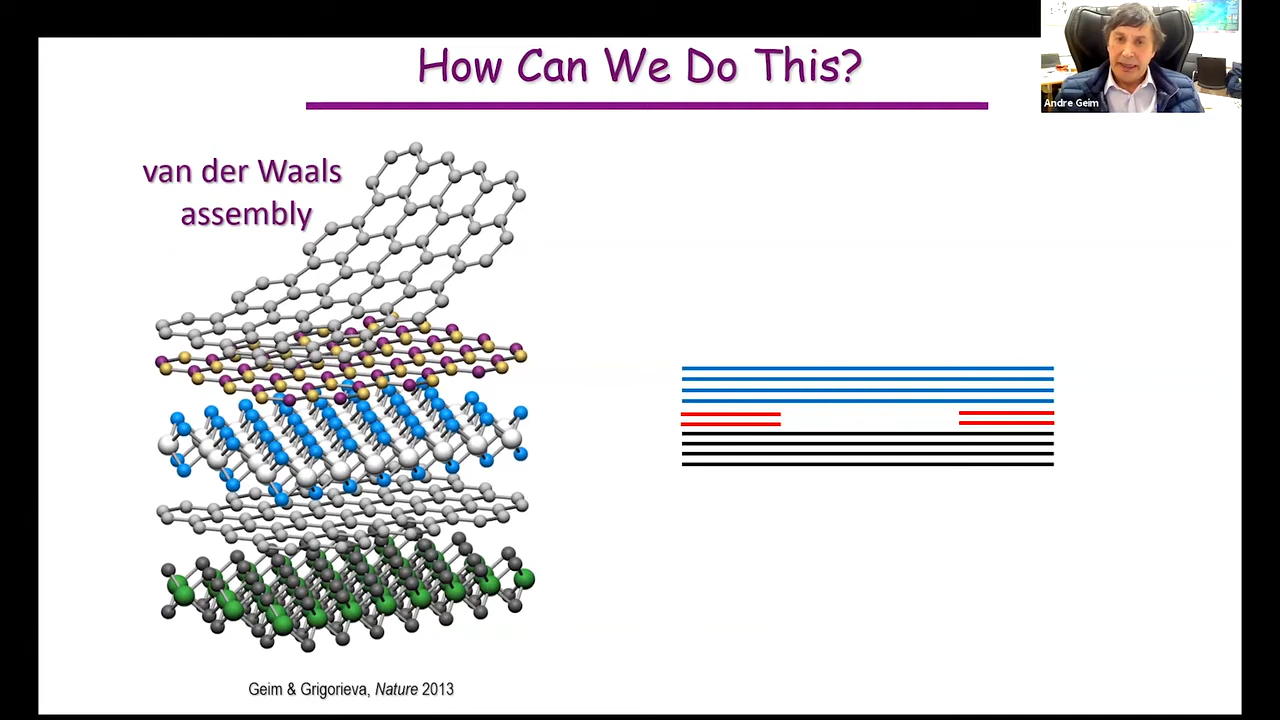 How Can We Do This?
Andre Geim
van der Waals
assembly
Geim & Grigorieva, Nature 2013